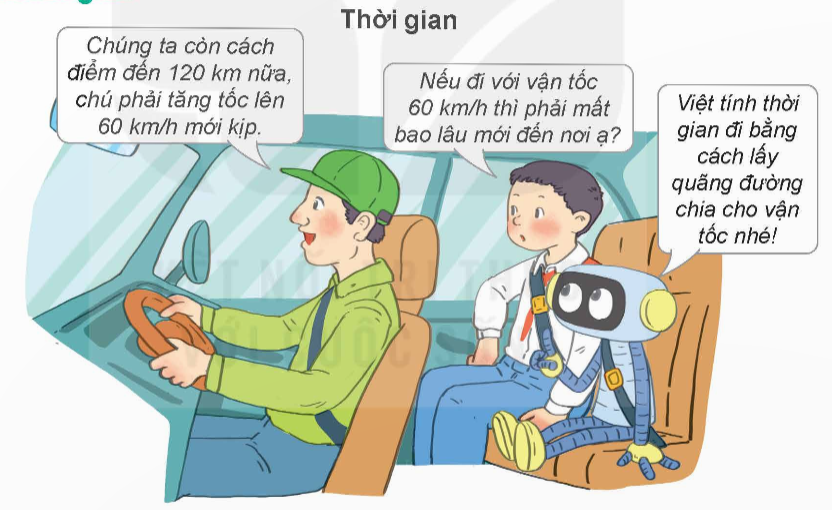 Thời gian
Chúng ta còn cách
điểm đến 120 km nữa,
chú phải tăng tốc lên
60 km/h mới kịp.
Nếu đi với vận tốc
60 km/h thì phải mất
bao lâu mới đến nơi ạ?
Việt tính thời
gian đi bằng
cách lấy
quãng đường
chia cho vận
tốc nhé!